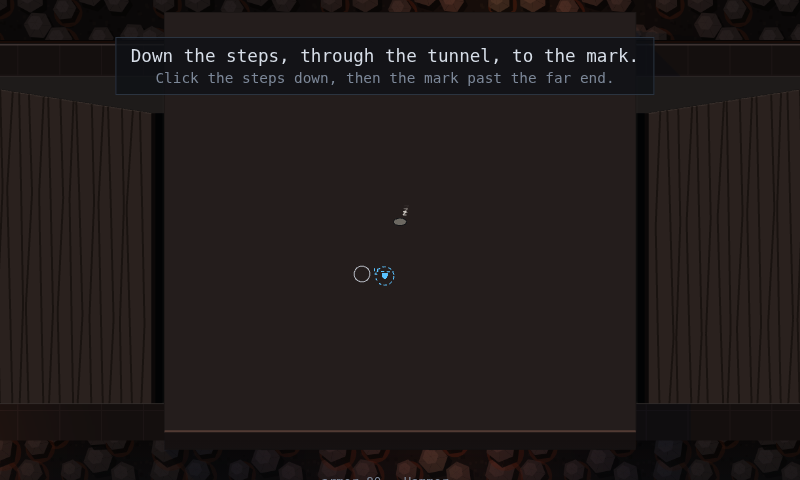 Down the steps, through the tunnel, to the mark.
Click the steps down, then the mark past the far end.
z